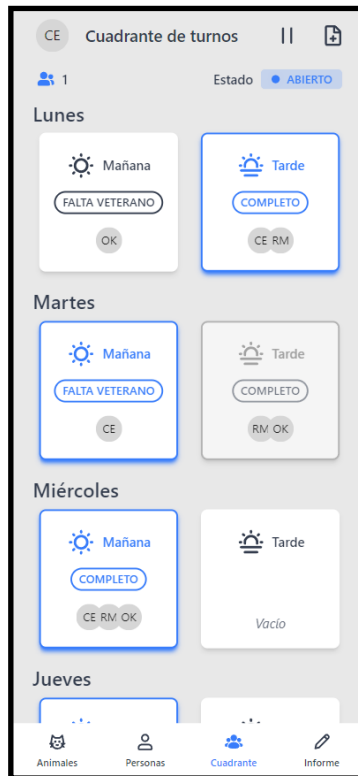 CE Cuadrante de turnos
1 Estado ABIERTO
Lunes
Mañana Tarde
FALTA VETERANO COMPLETO
OK CE RM
Martes
Mañana Tarde
FALTA VETERANO COMPLETO
CE RM OK
Miércoles
Mañana Tarde
COMPLETO
CE RM OK Vacío
Jueves
Animales Personas Cuadrante Informe